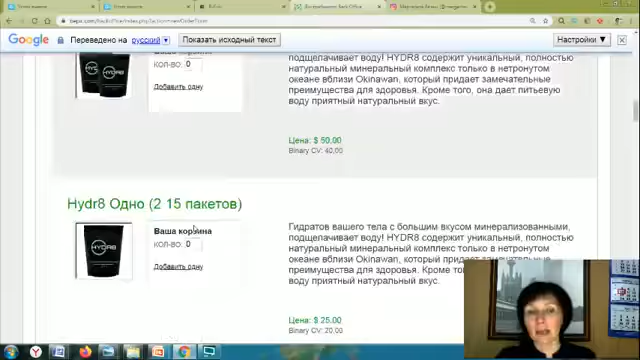 Google
Переведено на
русский
Показать исходный текст
Настройки
HYDR8
КОЛ-ВО: 0
Добавить одну
подщелачивает воду! HYDR8 содержит уникальный, полностью
натуральный минеральный комплекс только в нетронутом
океане вблизи Okinawan, который придает замечательные
преимущества для здоровья. Кроме того, она дает питьевую
воду приятный натуральный вкус.
Цена: $ 50.00
Binary CV: 40,00
Hydr8 Одно (2 15 пакетов)
HYDR8
Ваша корзина
КОЛ-ВО: 0
Добавить одну
Гидратов вашего тела с большим вкусом минерализованными,
подщелачивает воду! HYDR8 содержит уникальный, полностью
натуральный минеральный комплекс только в нетронутом
океане вблизи Okinawan, который
преимущества для здоровья. Кроме то
воду приятный натуральный вкус.
Цена: $ 25.00
Binary CV: 20,00